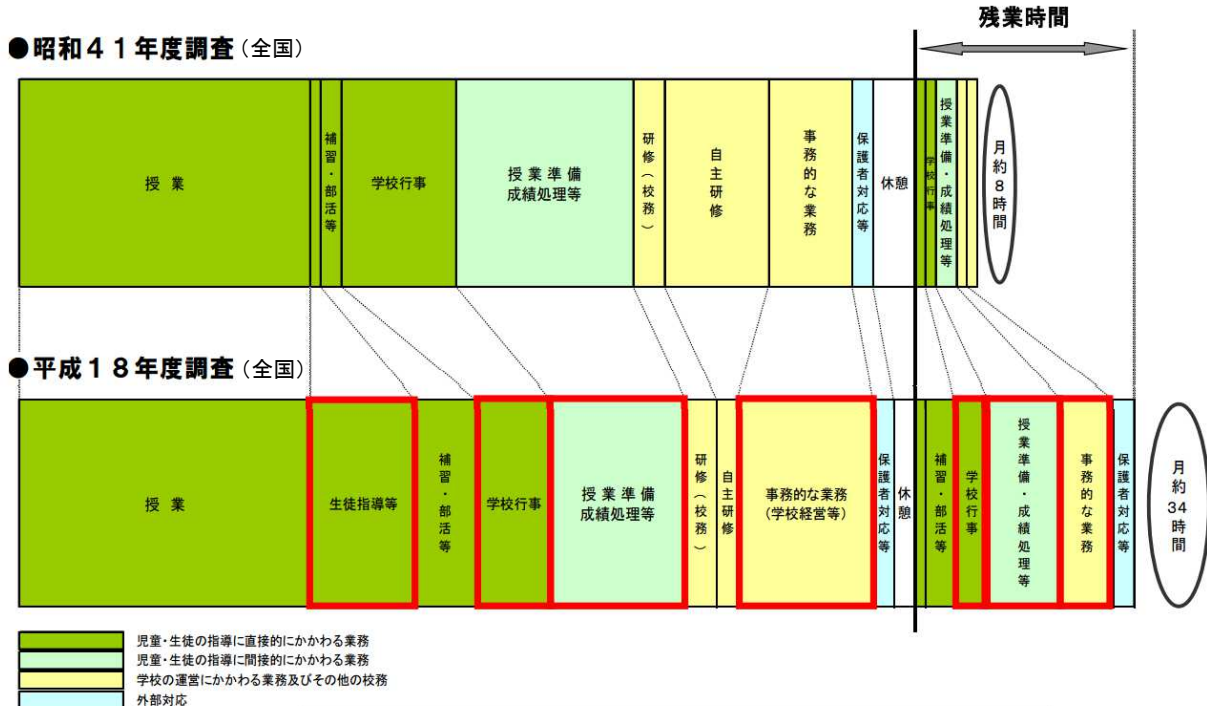 残業時間
●昭和41年度調査(全国)
授業
補習・部活等
学校行事
授業準備
成績処理等
研修(校務)
自主研修
事務的な業務
保護者対応等
休憩
学校行事
授業準備・成績処理等
月約8時間
●平成18年度調査(全国)
授業
生徒指導等
補習・部活等
学校行事
授業準備
成績処理等
研修(校務)
自主研修
事務的な業務
(学校経営等)
保護者対応等
休憩
補習・部活等
学校行事
授業準備・成績処理等
事務的な業務
保護者対応等
月約34時間
児童・生徒の指導に直接的にかかわる業務
児童・生徒の指導に間接的にかかわる業務
学校の運営にかかわる業務及びその他の校務
外部対応